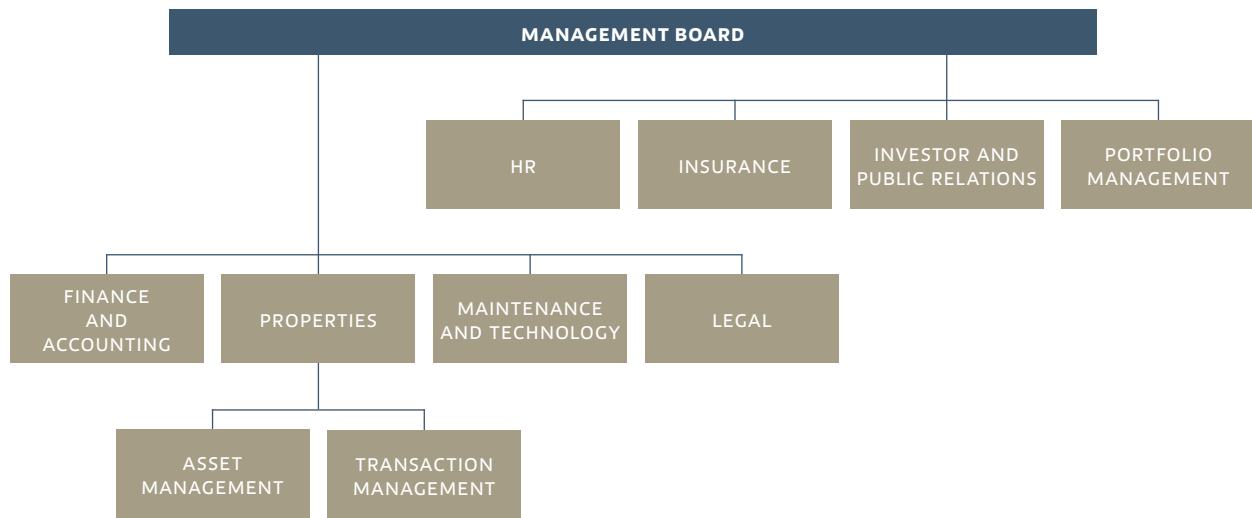 MANAGEMENT BOARD
HR
INSURANCE
INVESTOR AND
PUBLIC RELATIONS
PORTFOLIO
MANAGEMENT
FINANCE
AND
ACCOUNTING
PROPERTIES
MAINTENANCE
AND TECHNOLOGY
LEGAL
ASSET
MANAGEMENT
TRANSACTION
MANAGEMENT